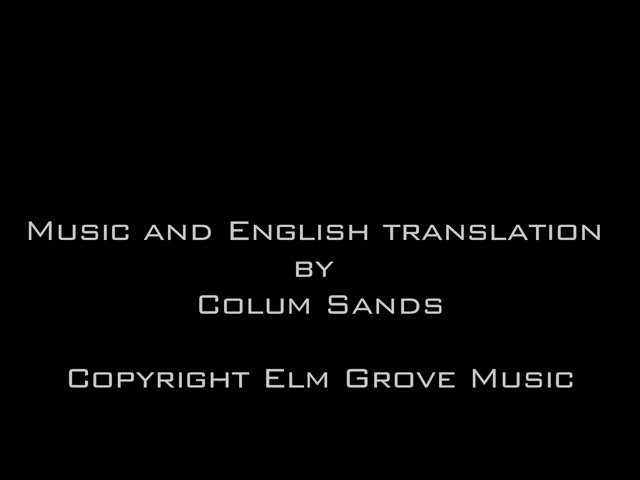 Music and English translation
by
Colum Sands
Copyright Elm Grove Music